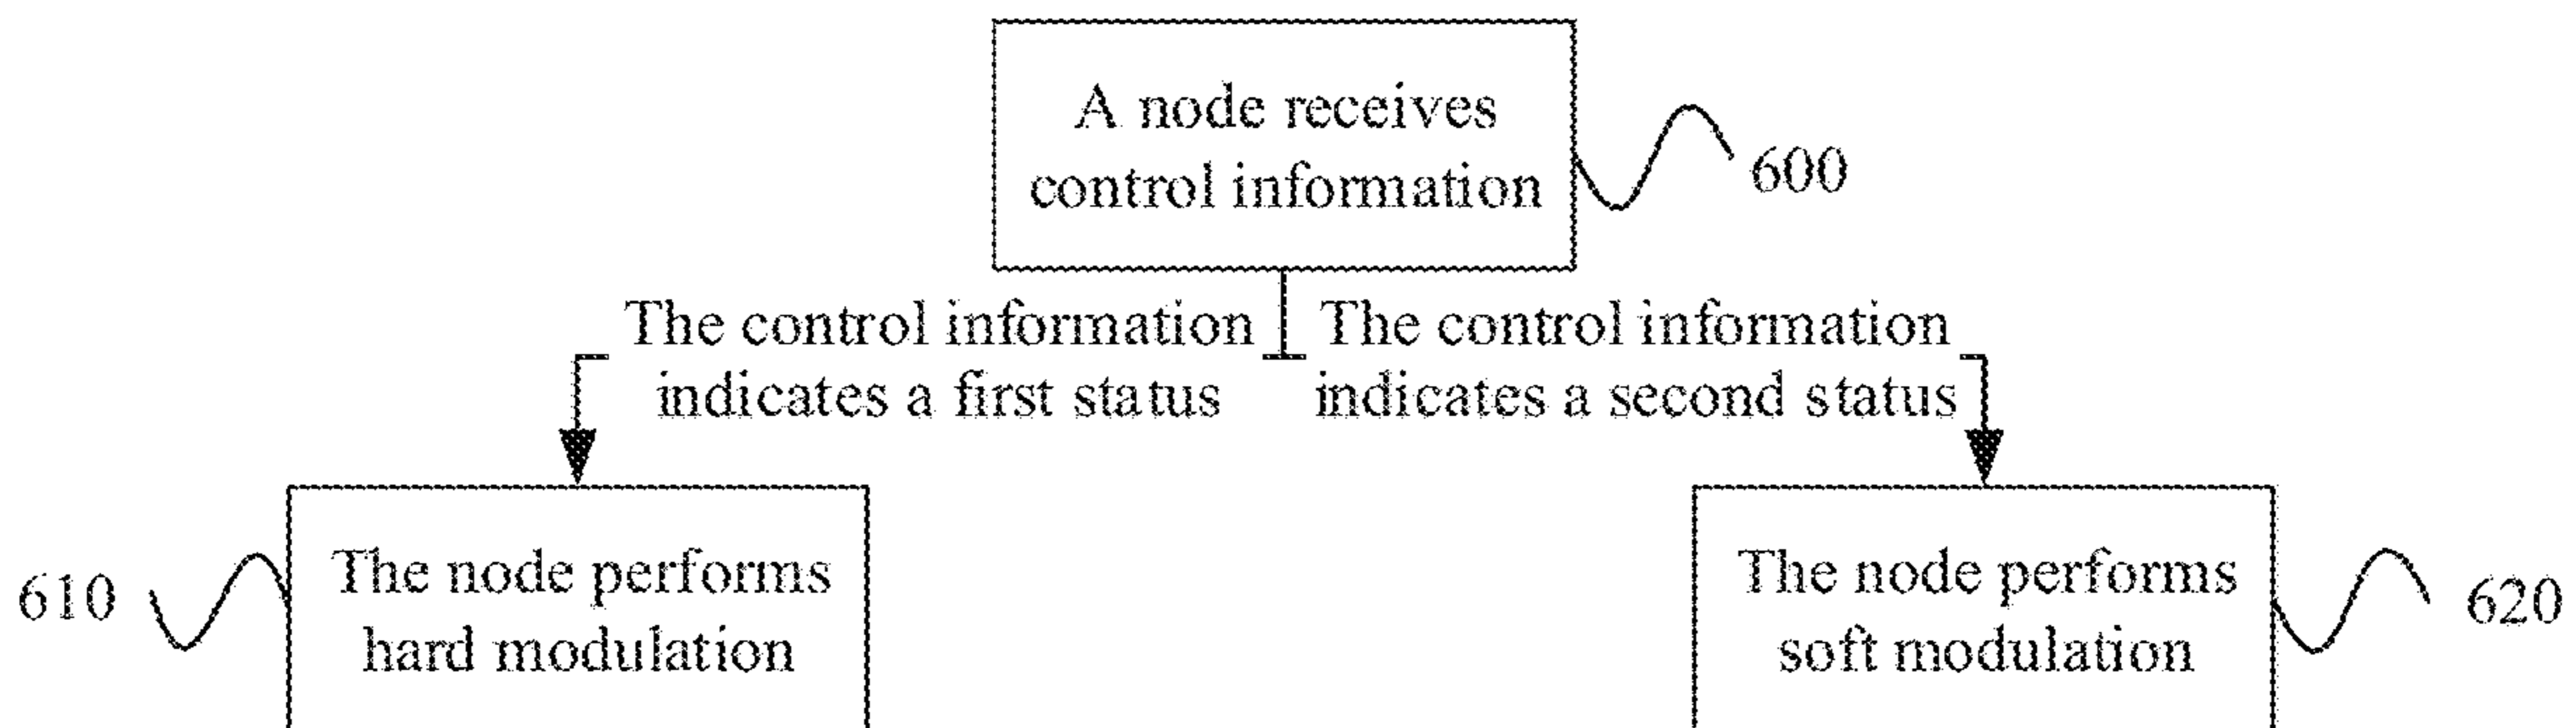 A node receives
control information
600
The control information
indicates a first status
The control information
indicates a second status
610
The node performs
hard modulation
The node performs
soft modulation
620